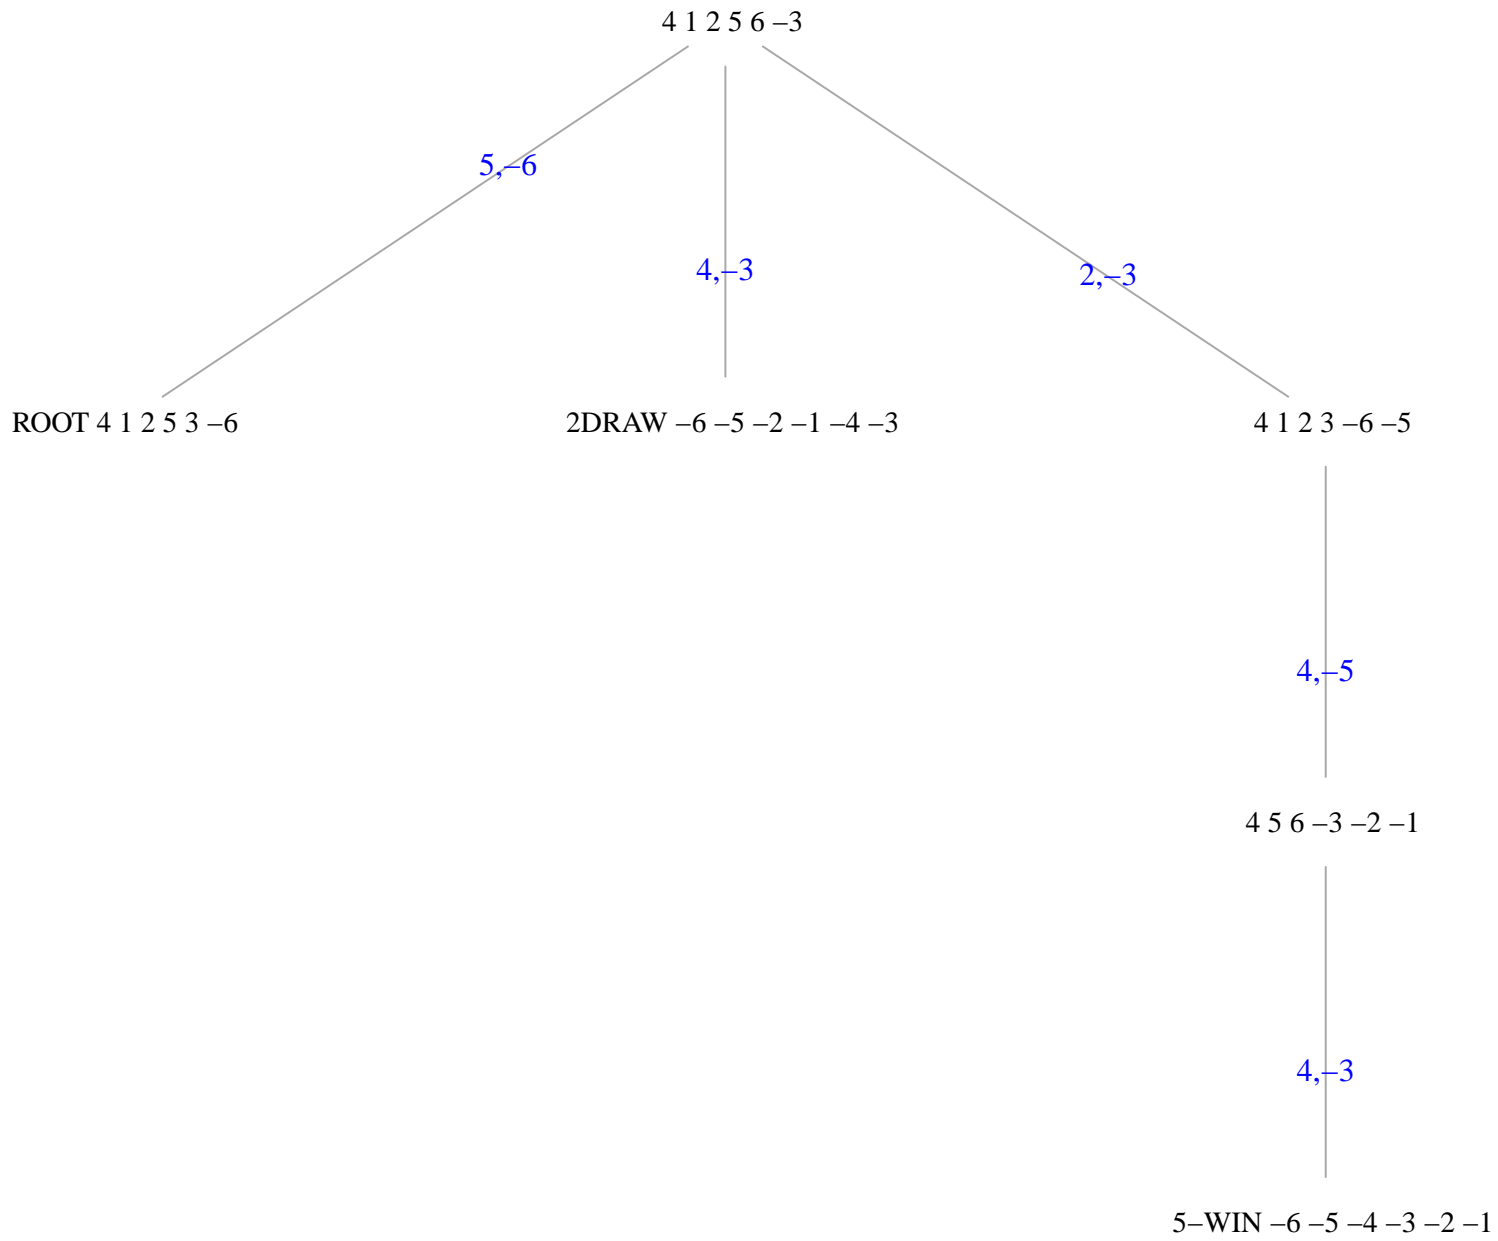 4 1 2 5 6 –3
5,–6
4,–3
2,–3
ROOT 4 1 2 5 3 –6
2DRAW –6 –5 –2 –1 –4 –3
4 1 2 3 –6 –5
4,–5
4 5 6 –3 –2 –1
4,–3
5–WIN –6 –5 –4 –3 –2 –1